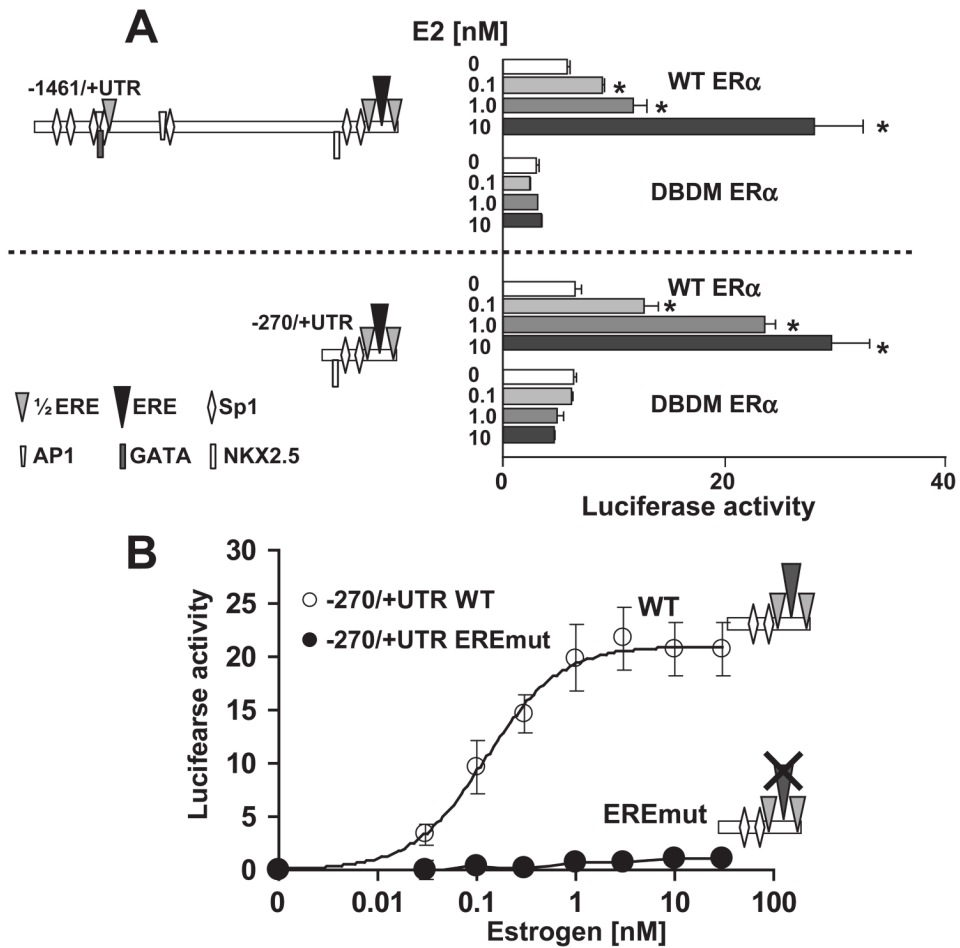 A
E2 [nM]
-1461/+UTR
0
0.1
1.0
10
WT ERα
*
*
*
0
0.1
1.0
10
DBDM ERα
-270/+UTR
0
0.1
1.0
10
WT ERα
*
*
*
0
0.1
1.0
10
DBDM ERα
½ ERE
ERE
Sp1
AP1
GATA
NKX2.5
0
20
40
Luciferase activity
B
30
25
20
15
10
5
0
Lucifearse activity
-270/+UTR WT
-270/+UTR EREmut
WT
EREmut
0
0.01
0.1
1
10
100
Estrogen [nM]